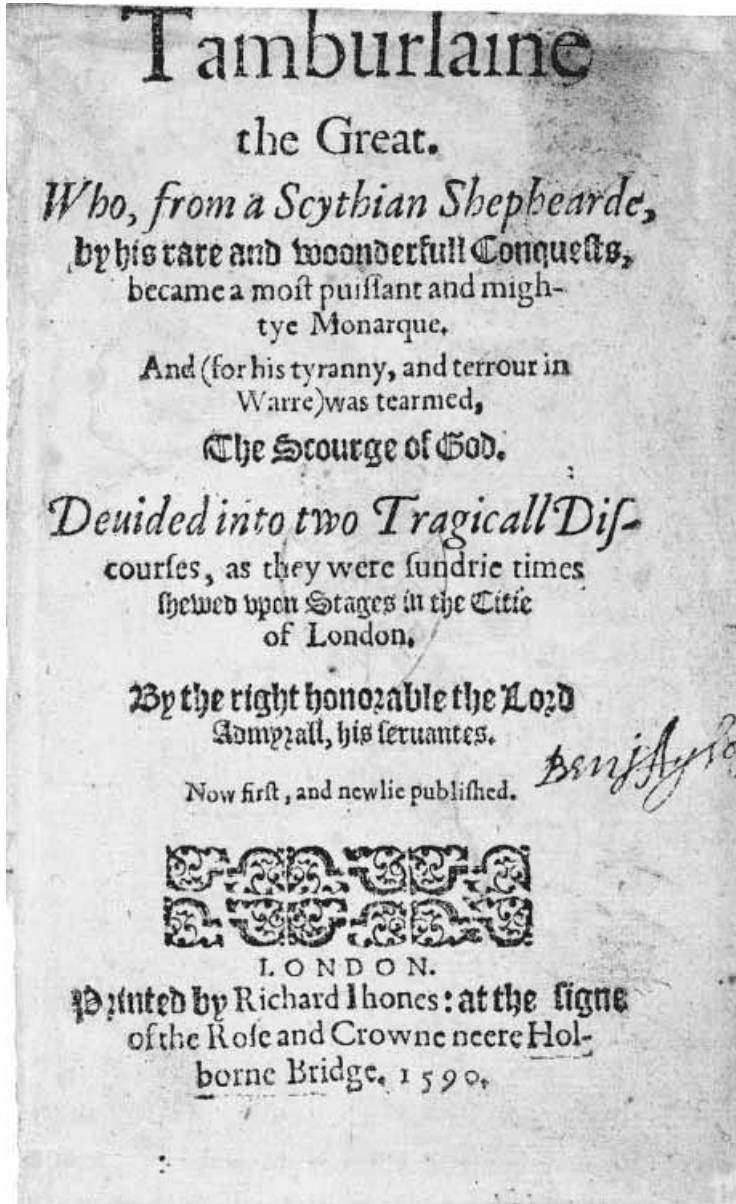 Tamburlaine
the Great.
Who, from a Scythian Shephearde,
by his rare and woonderfull Conquests,
became a most puiſſant and migh-
tye Monarque.
And (for his tyranny, and terrour in
Warre) was tearmed,
The Scourge of God.
Deuided into two Tragicall Diſ-
courſes, as they were ſundrie times
ſhewed vpon Stages in the Citie
of London.
By the right honorable the Lord
Admyrall, his ſeruantes.
Now firſt, and newlie publiſhed.
LONDON.
Printed by Richard Ihones: at the ſigne
of the Roſe and Crowne neere Hol-
borne Bridge. 1590.